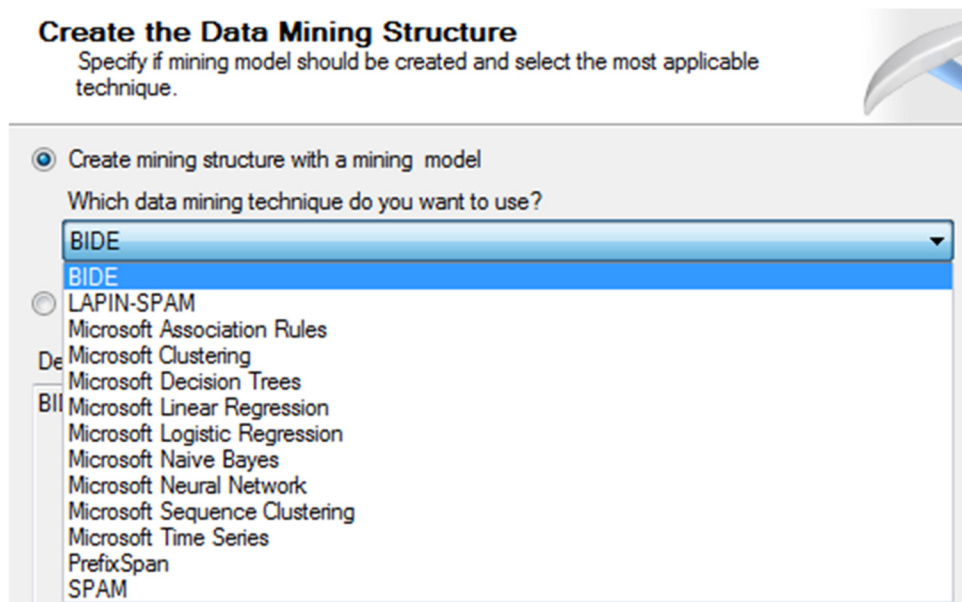 Create the Data Mining Structure
Specify if mining model should be created and select the most applicable
technique.
Create mining structure with a mining model
Which data mining technique do you want to use?
BIDE
BIDE
LAPIN-SPAM
Microsoft Association Rules
Microsoft Clustering
De
Microsoft Decision Trees
Microsoft Linear Regression
Microsoft Logistic Regression
Microsoft Naive Bayes
Microsoft Neural Network
Microsoft Sequence Clustering
Microsoft Time Series
PrefixSpan
SPAM